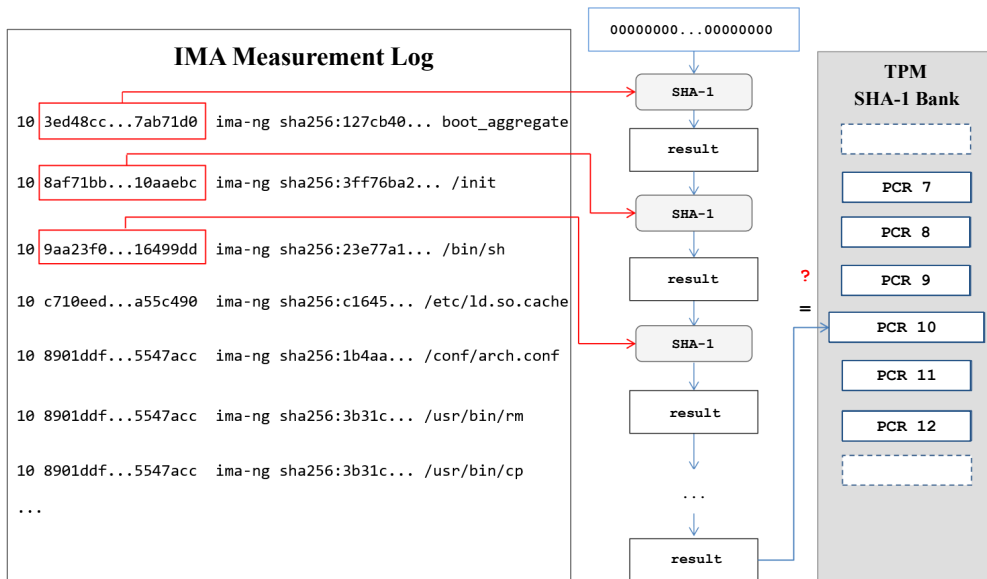 IMA Measurement Log
10 3ed48cc...7ab71d0 ima-ng sha256:127cb40... boot_aggregate
10 8af71bb...10aaebc ima-ng sha256:3ff76ba2... /init
10 9aa23f0...16499dd ima-ng sha256:23e77a1... /bin/sh
10 c710eed...a55c490 ima-ng sha256:c1645... /etc/ld.so.cache
10 8901ddf...5547acc ima-ng sha256:1b4aa... /conf/arch.conf
10 8901ddf...5547acc ima-ng sha256:3b31c... /usr/bin/rm
10 8901ddf...5547acc ima-ng sha256:3b31c... /usr/bin/cp
...
00000000...00000000
SHA-1
result
SHA-1
result
SHA-1
result
...
result
?
=
TPM
SHA-1 Bank
PCR 7
PCR 8
PCR 9
PCR 10
PCR 11
PCR 12